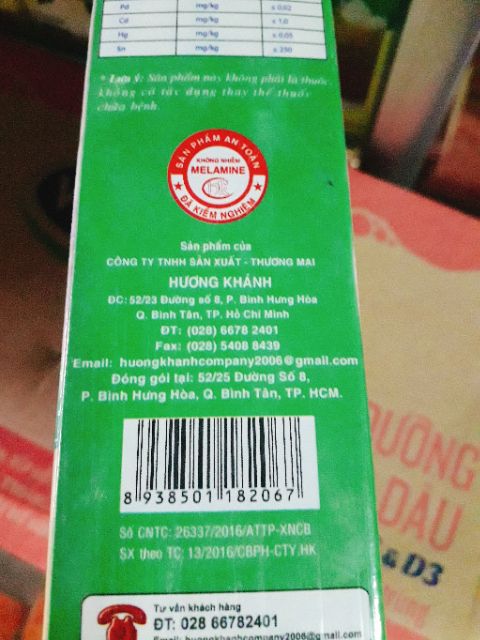 Pd mg/kg ≤ 0.02
Cd mg/kg ≤ 1.0
Hg mg/kg ≤ 0.05
Sn mg/kg ≤ 250
* Lưu ý: Sản phẩm này không phải là thuốc,
không có tác dụng thay thế thuốc
chữa bệnh.
SẢN PHẨM AN TOÀN
KHÔNG NHIỄM
MELAMINE
ĐÃ KIỂM NGHIỆM
Sản phẩm của
CÔNG TY TNHH SẢN XUẤT - THƯƠNG MẠI
HƯƠNG KHÁNH
ĐC: 52/23 Đường số 8, P. Bình Hưng Hòa
Q. Bình Tân, TP. Hồ Chí Minh
ĐT: (028) 6678 2401
Fax: (028) 5408 8439
Email: huongkhanhcompany2006@gmail.com
Đóng gói tại: 52/25 Đường Số 8,
P. Bình Hưng Hòa, Q. Bình Tân, TP. HCM.
8 938501 182067
Số CNTC: 26337/2016/ATTP-XNCB
SX theo TC: 13/2016/CBPH-CTY.HK
Tư vấn khách hàng
ĐT: 028 66782401
Email: huongkhanhcompany2006@gmail.com
ƯỜNG
DAU
& D3